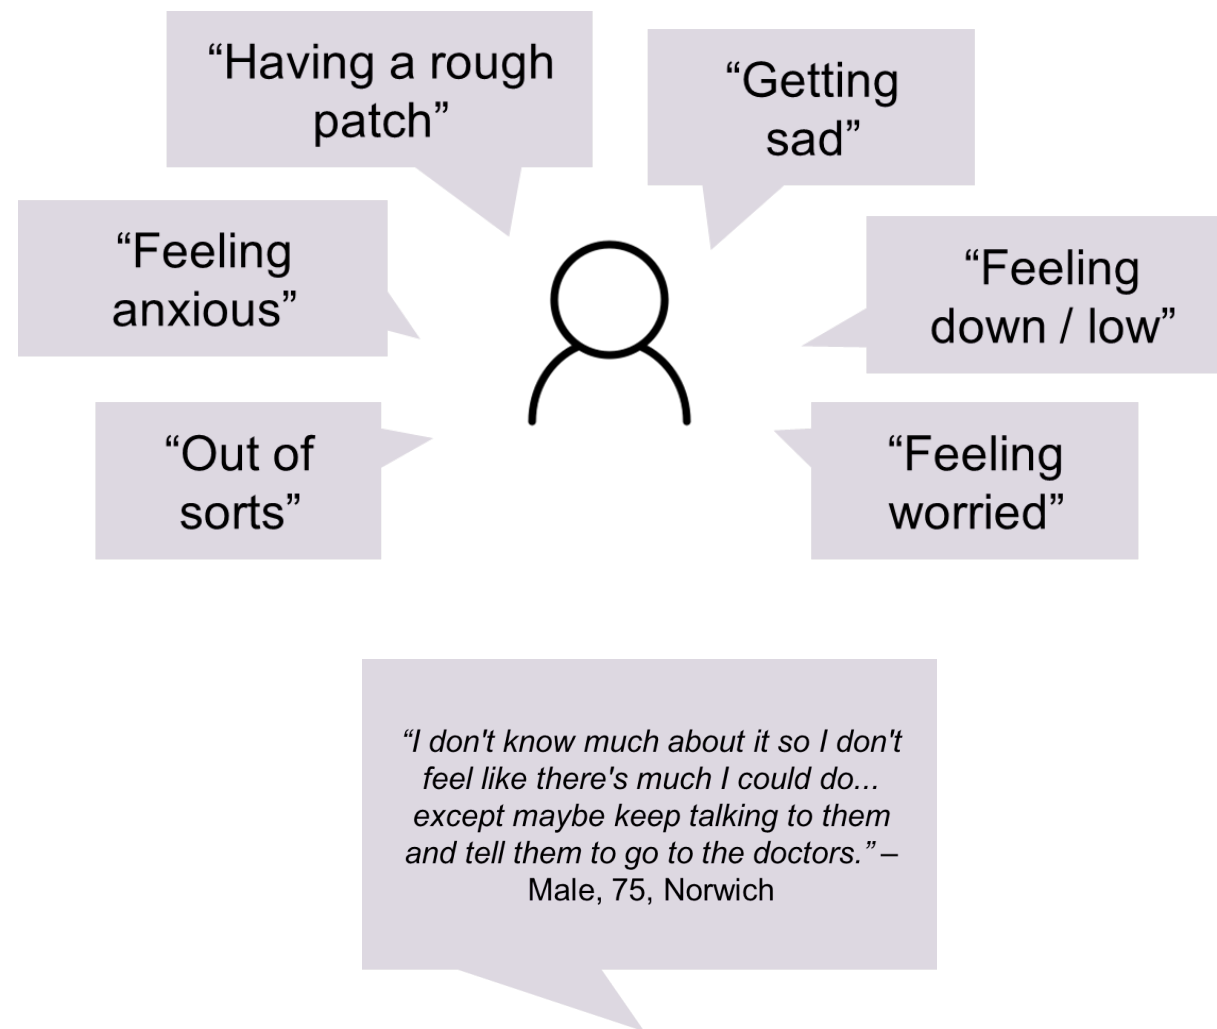 “Having a rough
patch”
“Getting
sad”
“Feeling
anxious”
“Feeling
down / low”
“Out of
sorts”
“Feeling
worried”
“I don't know much about it so I don't
feel like there's much I could do...
except maybe keep talking to them
and tell them to go to the doctors.” –
Male, 75, Norwich